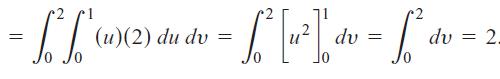 = ∫₀² ∫₀¹ (u)(2) du dv = ∫₀² [u²]₀¹ dv = ∫₀² dv = 2.